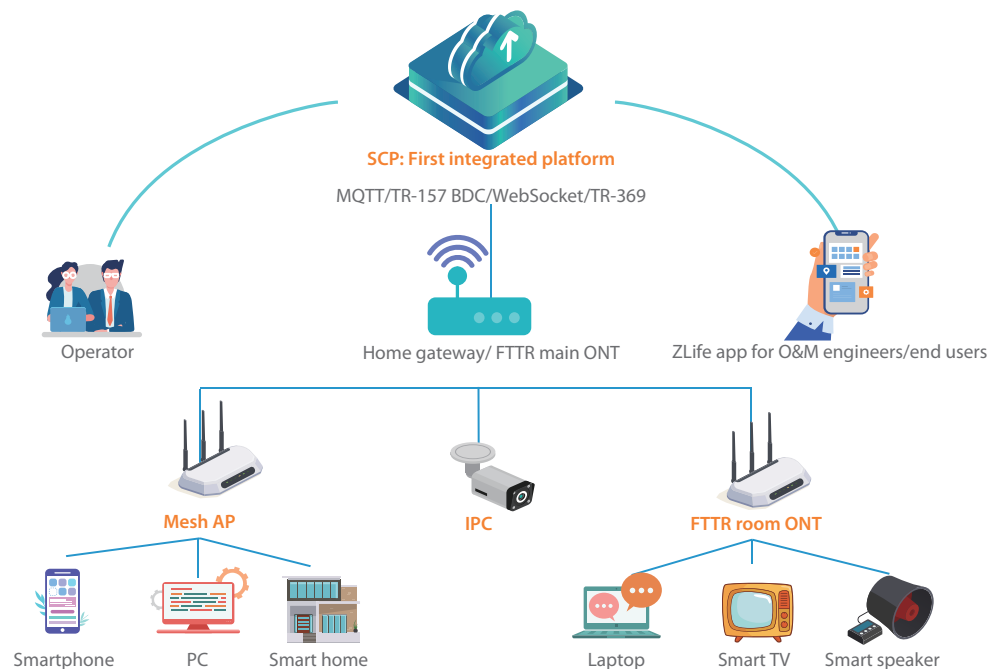 SCP: First integrated platform
MQTT/TR-157 BDC/WebSocket/TR-369
Operator
Home gateway/ FTTR main ONT
ZLife app for O&M engineers/end users
Mesh AP
IPC
FTTR room ONT
Smartphone
PC
Smart home
Laptop
Smart TV
Smart speaker